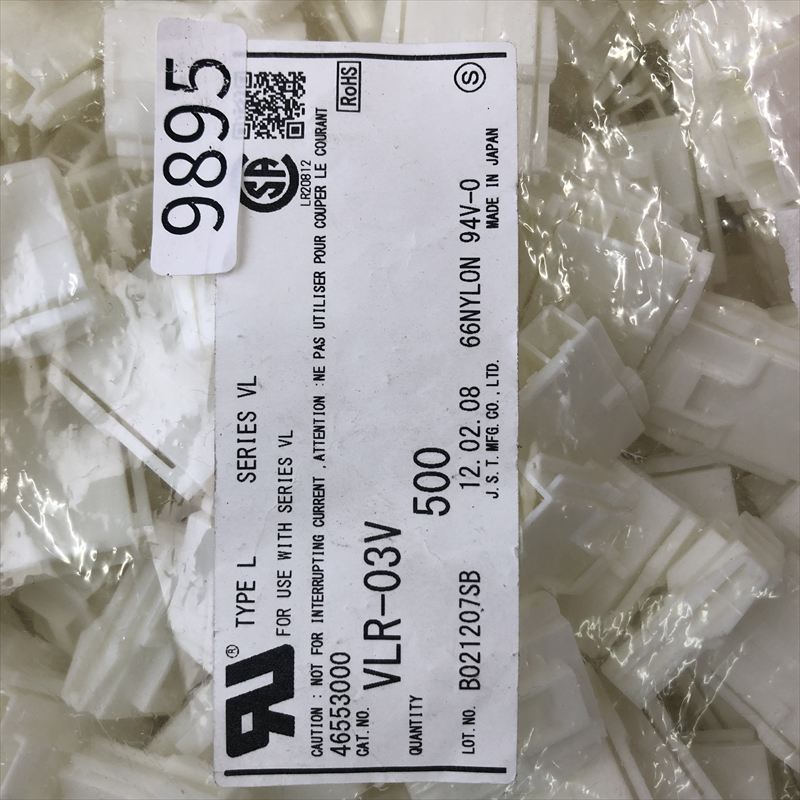 9895
TYPE L SERIES VL
FOR USE WITH SERIES VL
LR20812
RoHS
CAUTION : NOT FOR INTERRUPTING CURRENT ,ATTENTION :NE PAS UTILISER POUR COUPER LE COURANT
46553000
CAT. NO. VLR-03V
S
QUANTITY 500
LOT. NO. B021207SB 12. 02. 08 66NYLON 94V-0
J. S. T. MFG. CO., LTD. MADE IN JAPAN